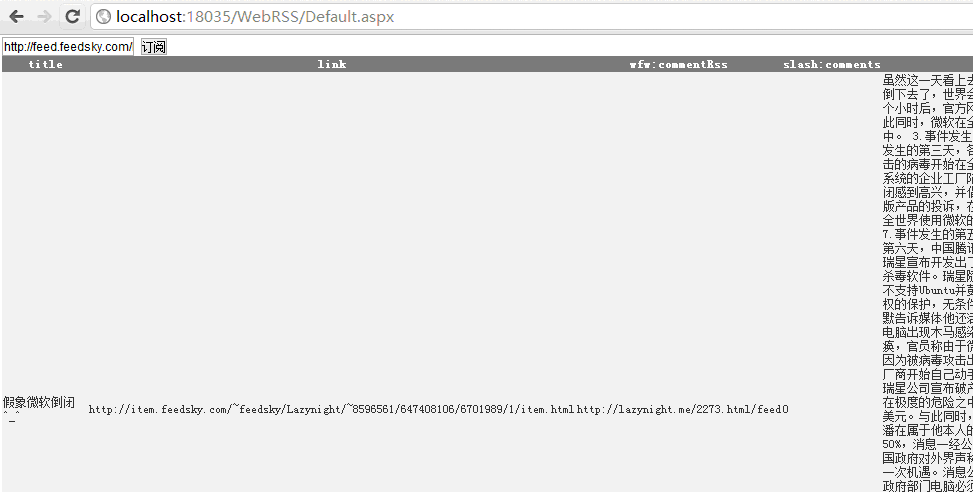 localhost:18035/WebRSS/Default.aspx
http://feed.feedsky.com/ 订阅
title link wfw:commentRss slash:comments
虽然这一天看上去
倒下去了，世界会
个小时后，官方网
此同时，微软在全
中。 3.事件发生
发生的第三天，各
击的病毒开始在全
系统的企业工厂陷
闭感到高兴，并借
版产品的投诉，在
全世界使用微软的
7.事件发生的第五
第六天，中国腾讯
瑞星宣布开发出了
杀毒软件。瑞星陷
不支持Ubuntu并黄
权的保护，无条件
默告诉媒体他还活
电脑出现木马感染
痪，官员称由于微
因为被病毒攻击出
厂商开始自己动手
瑞星公司宣布破产
假象微软倒闭 在极度的危险之中
^_^ http://item.feedsky.com/~feedsky/Lazynight/~8596561/647408106/6701989/1/item.html http://lazynight.me/2273.html/feed 0
美元。与此同时，
潘在属于他本人的
50%，消息一经公
国政府对外界声称
一次机遇。消息公
政府部门电脑必须